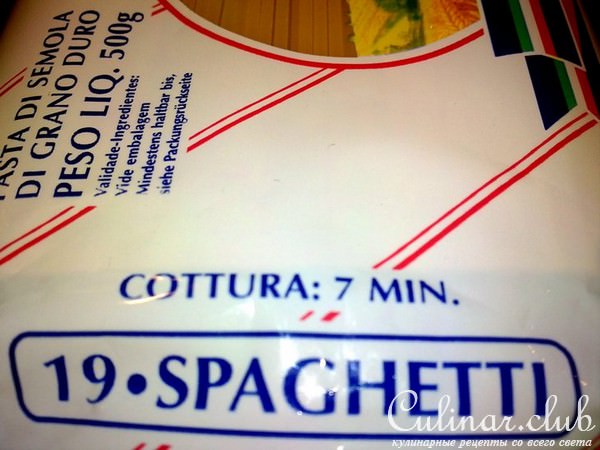 PASTA DI SEMOLA
DI GRANO DURO
PESO LIQ. 500g
Validade-Ingredientes:
Vide embalagem
Mindestens haltbar bis,
siehe Packungsrückseite
COTTURA: 7 MIN.
19•SPAGHETTI
Culinar.club
кулинарные рецепты со всего света